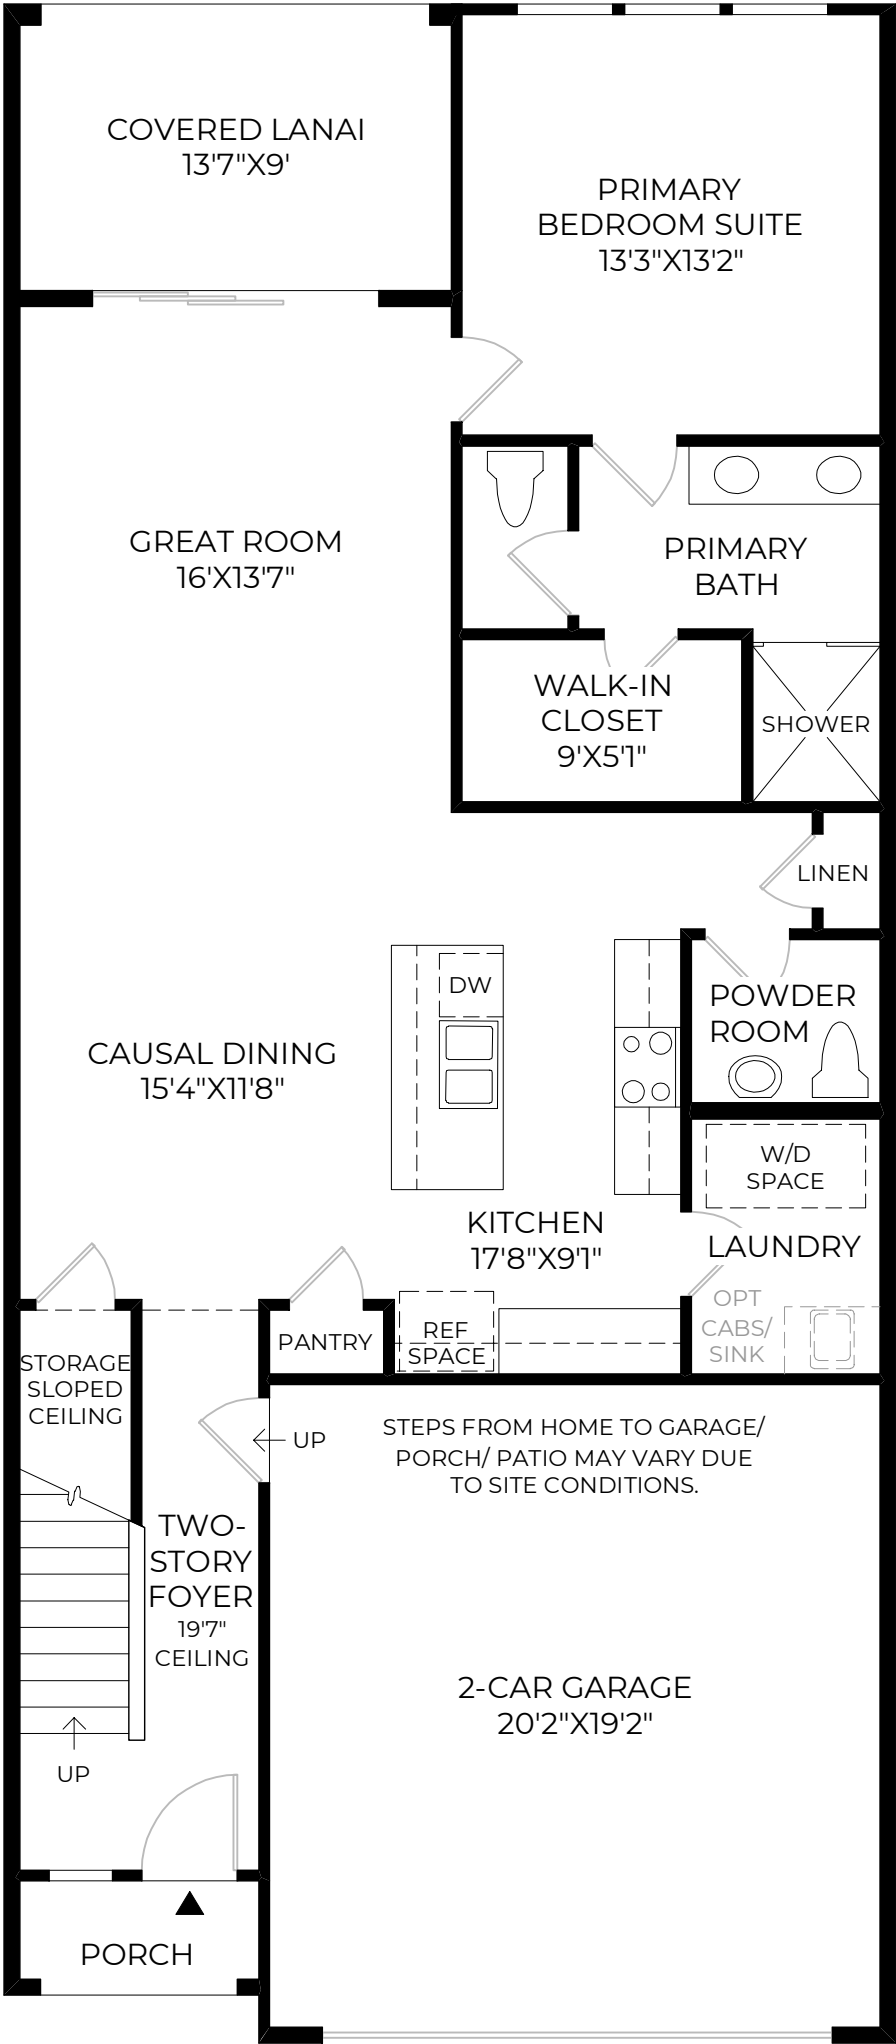 COVERED LANAI
13'7"X9'
PRIMARY
BEDROOM SUITE
13'3"X13'2"
GREAT ROOM
16'X13'7"
PRIMARY
BATH
WALK-IN
CLOSET
9'X5'1"
SHOWER
LINEN
DW
POWDER
ROOM
CAUSAL DINING
15'4"X11'8"
W/D
SPACE
KITCHEN
17'8"X9'1"
LAUNDRY
OPT
CABS/
SINK
PANTRY
REF
SPACE
STORAGE
SLOPED
CEILING
UP
STEPS FROM HOME TO GARAGE/
PORCH/ PATIO MAY VARY DUE
TO SITE CONDITIONS.
TWO-
STORY
FOYER
19'7"
CEILING
2-CAR GARAGE
20'2"X19'2"
UP
PORCH